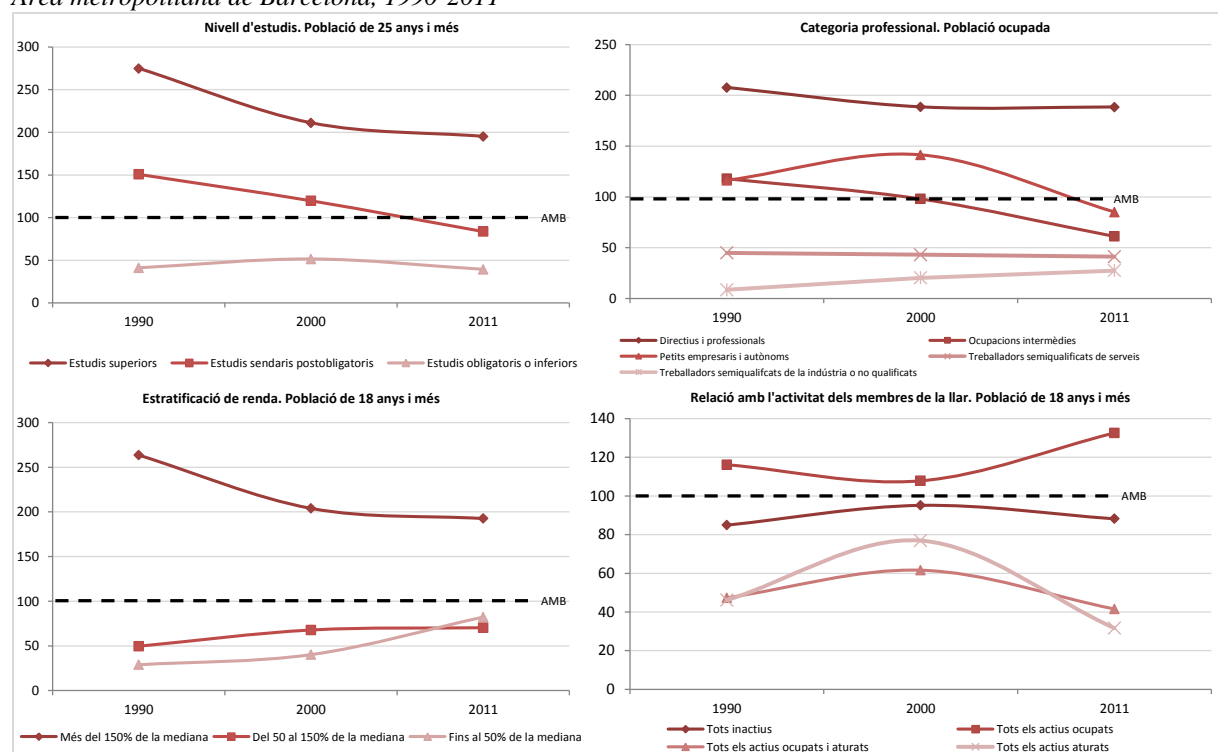 Àrea metropolitana de Barcelona, 1990-2011
Nivell d'estudis. Població de 25 anys i més
300
250
200
150
100
50
0
AMB
1990
2000
2011
Estudis superiors
Estudis sendaris postobligatoris
Estudis obligatoris o inferiors
Categoria professional. Població ocupada
250
200
150
100
50
0
AMB
1990
2000
2011
Directius i professionals
Ocupacions intermèdies
Petits empresaris i autònoms
Treballadors semiqualificats de serveis
Treballadors semiqualifcats de la indústria o no qualificats
Estratificació de renda. Població de 18 anys i més
300
250
200
150
100
50
0
AMB
1990
2000
2011
Més del 150% de la mediana
Del 50 al 150% de la mediana
Fins al 50% de la mediana
Relació amb l'activitat dels membres de la llar. Població de 18 anys i més
140
120
100
80
60
40
20
0
AMB
1990
2000
2011
Tots inactius
Tots els actius ocupats
Tots els actius ocupats i aturats
Tots els actius aturats